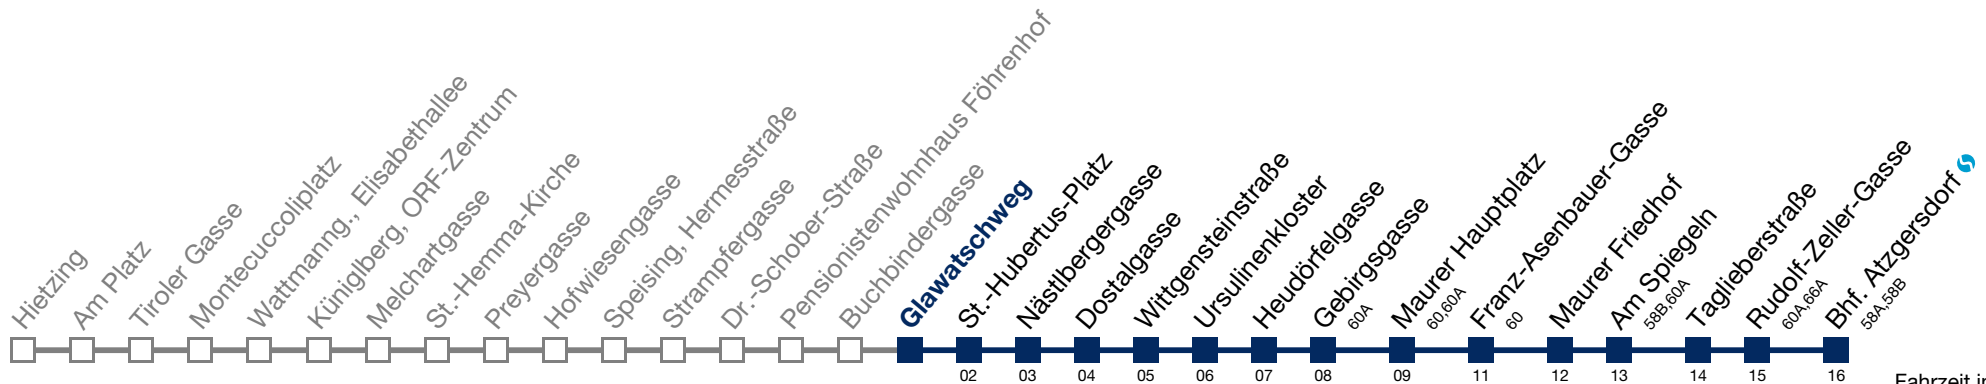 Hietzing
Am Platz
Tiroler Gasse
Montecuccoliplatz
Wattmanng., Elisabethallee
Küniglberg, ORF-Zentrum
Melchartgasse
St.-Hemma-Kirche
Preyergasse
Hofwiesengasse
Speising, Hermesstraße
Strampfergasse
Dr.-Schober-Straße
Pensionistenwohnhaus Föhrenhof
Buchbindergasse
Glawatschweg
St.-Hubertus-Platz
Nästlbergergasse
Dostalgasse
Wittgensteinstraße
Ursulinenkloster
Heudörfelgasse
Gebirgsgasse
60A
Maurer Hauptplatz
60,60A
Franz-Asenbauer-Gasse
60
Maurer Friedhof
Am Spiegeln
58B,60A
Taglieberstraße
Rudolf-Zeller-Gasse
60A,66A
Bhf. Atzgersdorf
58A,58B
02 03 04 05 06 07 08 09 11 12 13 14 15 16
Fahrzeit